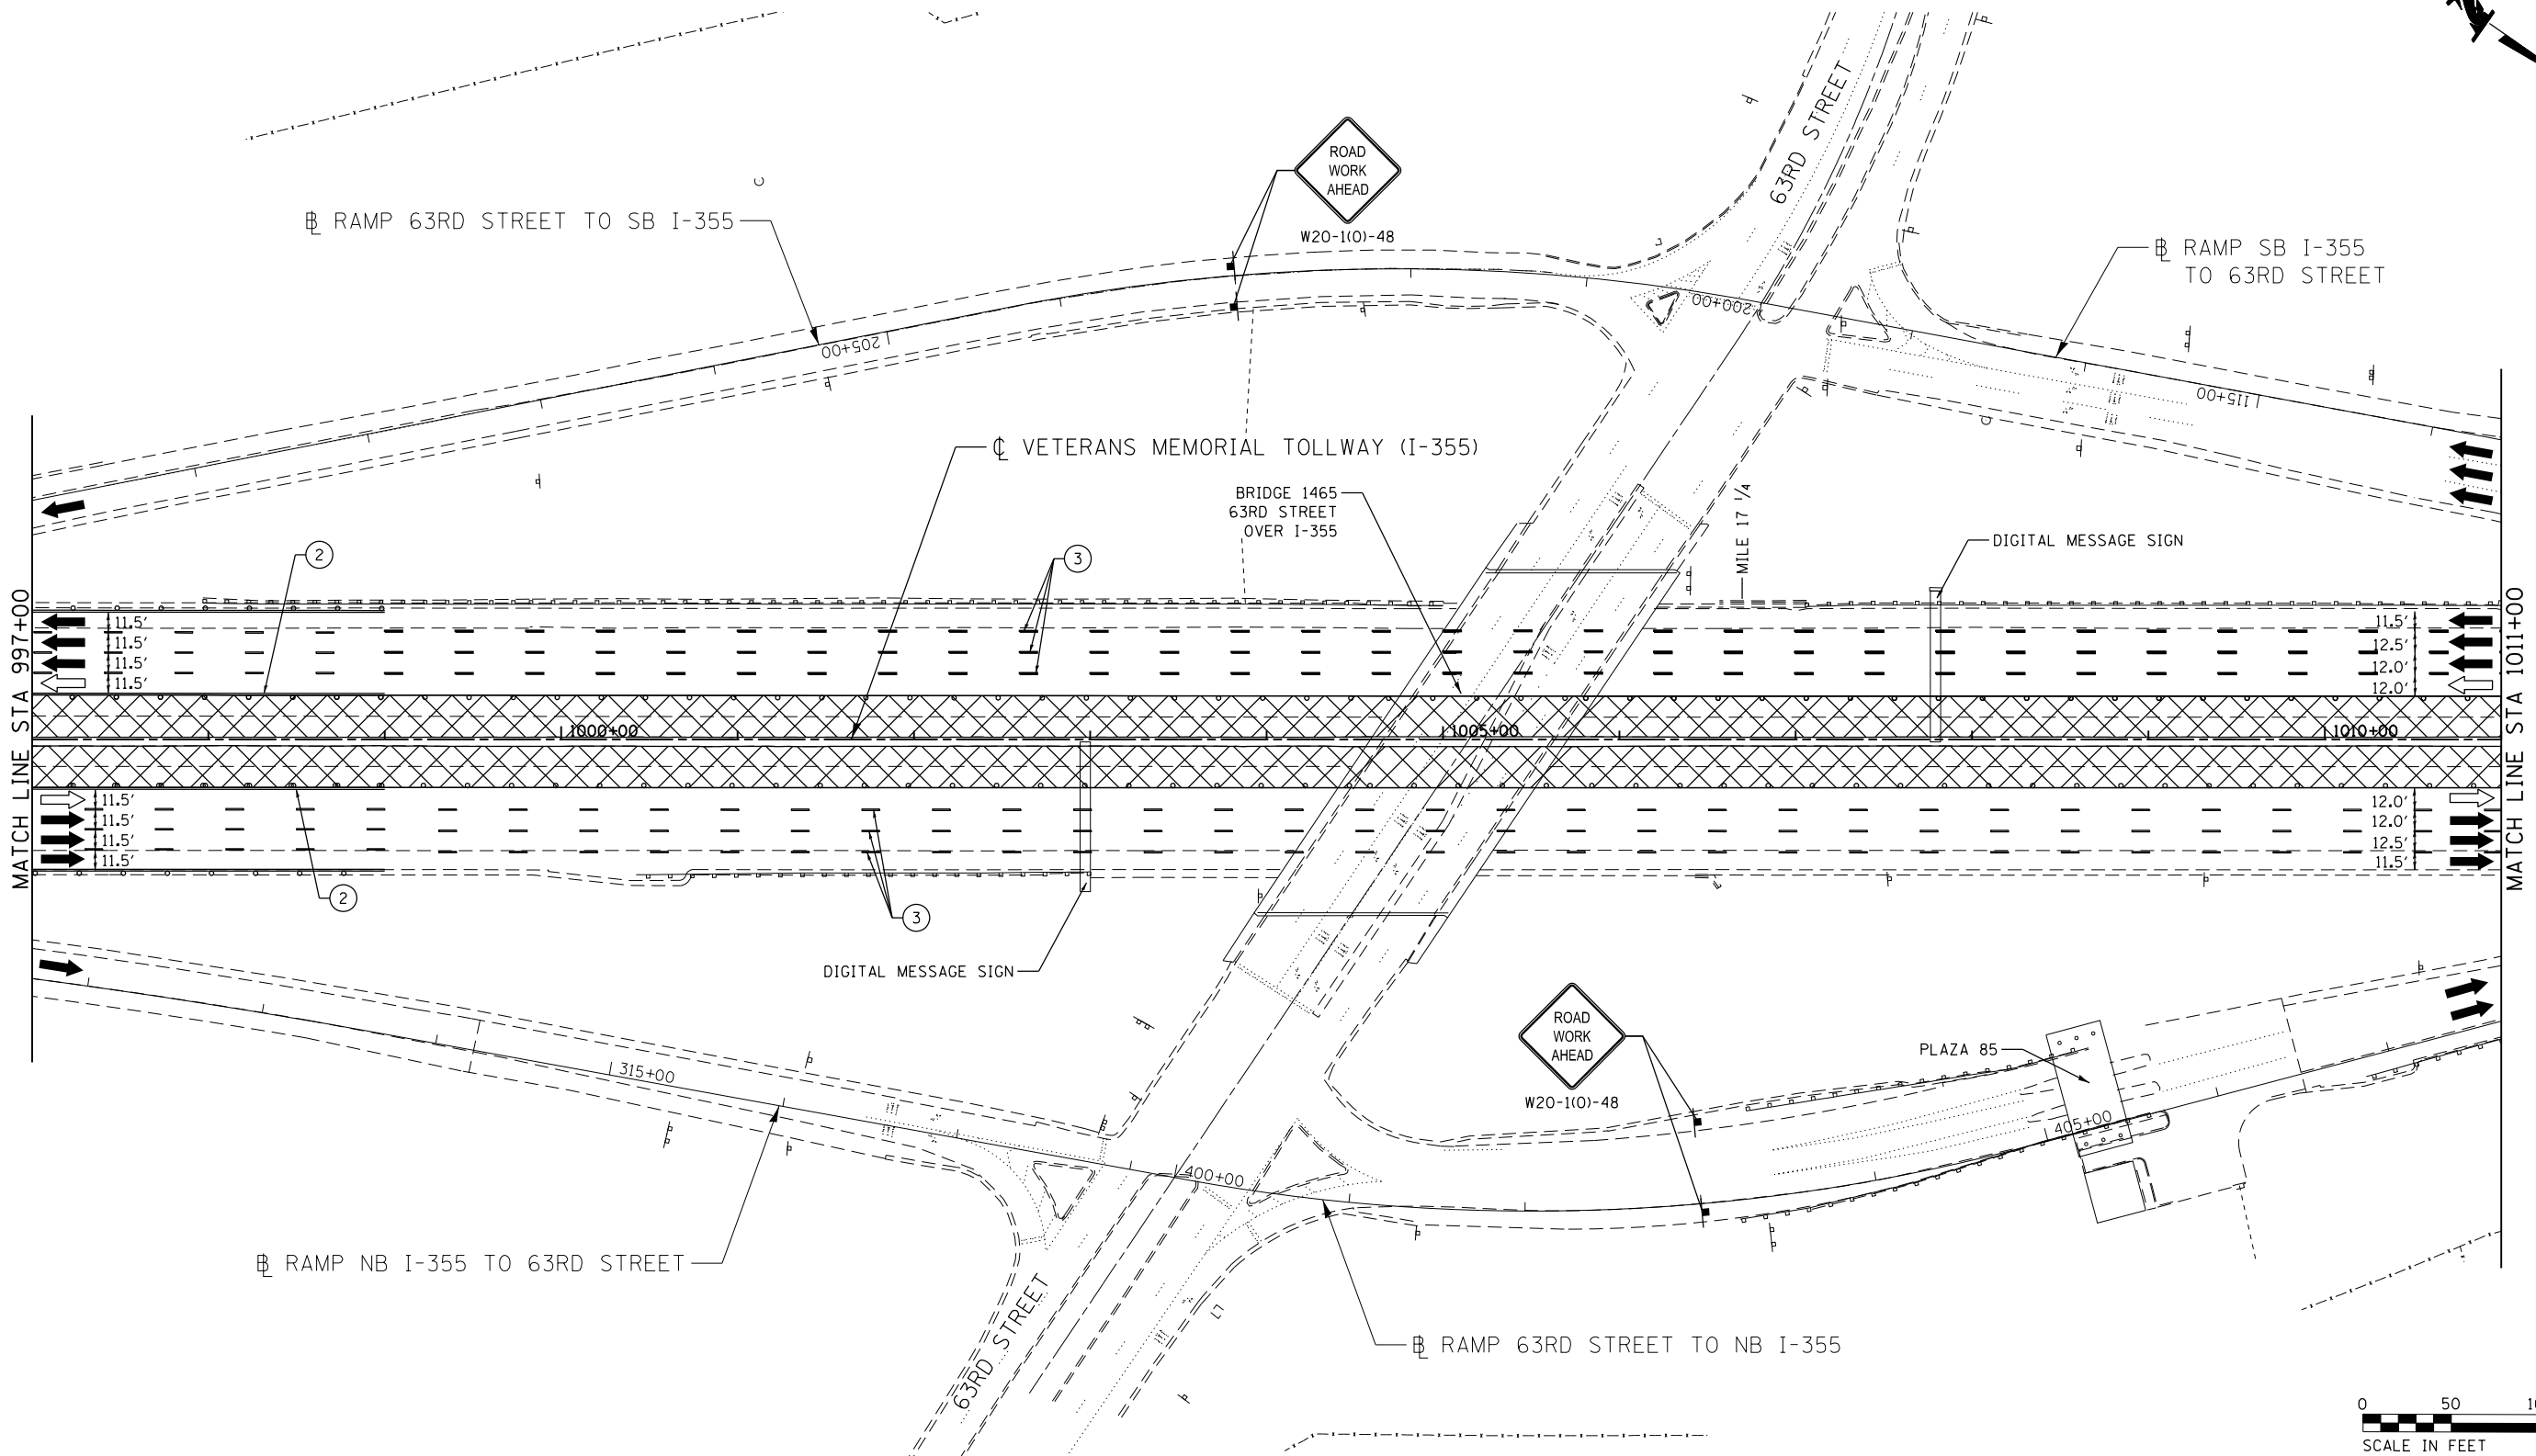 63RD STREET
ROAD
WORK
AHEAD
W20-1(O)-48
℄ RAMP 63RD STREET TO SB I-355
200+00
205+00
℄ RAMP SB I-355
TO 63RD STREET
115+00
℄ VETERANS MEMORIAL TOLLWAY (I-355)
BRIDGE 1465
63RD STREET
OVER I-355
MILE 17 1/4
DIGITAL MESSAGE SIGN
2
3
MATCH LINE STA 997+00
11.5'
11.5'
11.5'
11.5'
11.5'
12.5'
12.0'
12.0'
MATCH LINE STA 1011+00
1000+00
1005+00
1010+00
11.5'
11.5'
11.5'
11.5'
12.0'
12.0'
12.5'
11.5'
2
3
DIGITAL MESSAGE SIGN
ROAD
WORK
AHEAD
W20-1(O)-48
PLAZA 85
315+00
400+00
405+00
℄ RAMP NB I-355 TO 63RD STREET
63RD STREET
℄ RAMP 63RD STREET TO NB I-355
0 50
SCALE IN FEET